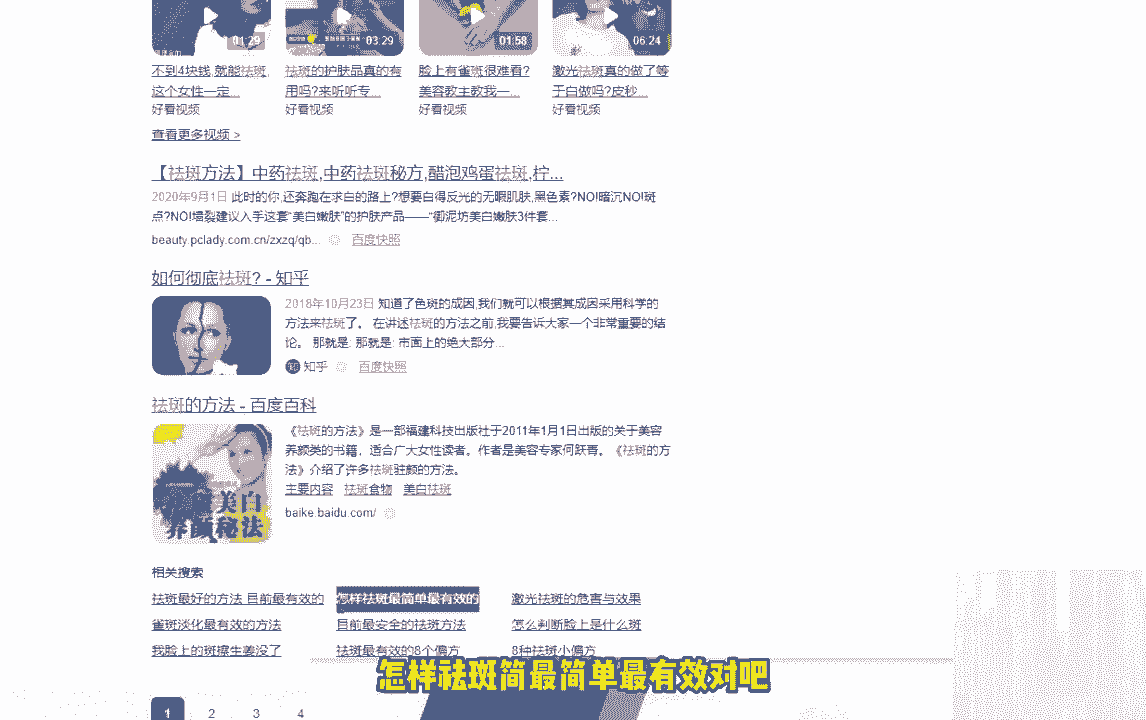 01:29
03:29
01:58
06:24
不到4块钱,就能祛斑,
这个女性一定...
好看视频
祛斑的护肤品真的有
用吗?来听听专...
好看视频
脸上有雀斑很难看?
美容教主教我一...
好看视频
激光祛斑真的做了等
于白做吗?皮秒...
好看视频
查看更多视频 >
【祛斑方法】中药祛斑,中药祛斑秘方,醋泡鸡蛋祛斑,柠...
2020年9月1日 此时的你,还奔跑在求白的路上?想要白得反光的无暇肌肤,黑色素?NO!暗沉NO!斑
点?NO!墙裂建议入手这套“美白嫩肤”的护肤产品——“御泥坊美白嫩肤3件套...
beauty.pclady.com.cn/zxzq/qb... 百度快照
如何彻底祛斑? - 知乎
2018年10月23日 知道了色斑的成因,我们就可以根据其成因采用科学的
方法来祛斑了。 在讲述祛斑的方法之前,我要告诉大家一个非常重要的结
论。 那就是: 那就是: 市面上的绝大部分...
知乎 百度快照
祛斑的方法 - 百度百科
《祛斑的方法》是一部福建科技出版社于2011年1月1日出版的关于美容
养颜类的书籍，适合广大女性读者。作者是美容专家何跃青。《祛斑的方
法》介绍了许多祛斑驻颜的方法。
主要内容 祛斑食物 美白祛斑
baike.baidu.com/
美白
养颜秘法
相关搜索
祛斑最好的方法 目前最有效的 怎样祛斑最简单最有效的 激光祛斑的危害与效果
雀斑淡化最有效的方法 目前最安全的祛斑方法 怎么判断脸上是什么斑
我脸上的斑擦生姜没了 祛斑最有效的8个偏方 8种祛斑小偏方
怎样祛斑简最简单最有效对吧
1 2 3 4